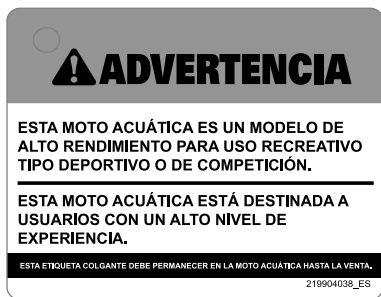 ADVERTENCIA
ESTA MOTO ACUÁTICA ES UN MODELO DE
ALTO RENDIMIENTO PARA USO RECREATIVO
TIPO DEPORTIVO O DE COMPETICIÓN.
ESTA MOTO ACUÁTICA ESTÁ DESTINADA A
USUARIOS CON UN ALTO NIVEL DE
EXPERIENCIA.
ESTA ETIQUETA COLGANTE DEBE PERMANECER EN LA MOTO ACUÁTICA HASTA LA VENTA.
219904038_ES